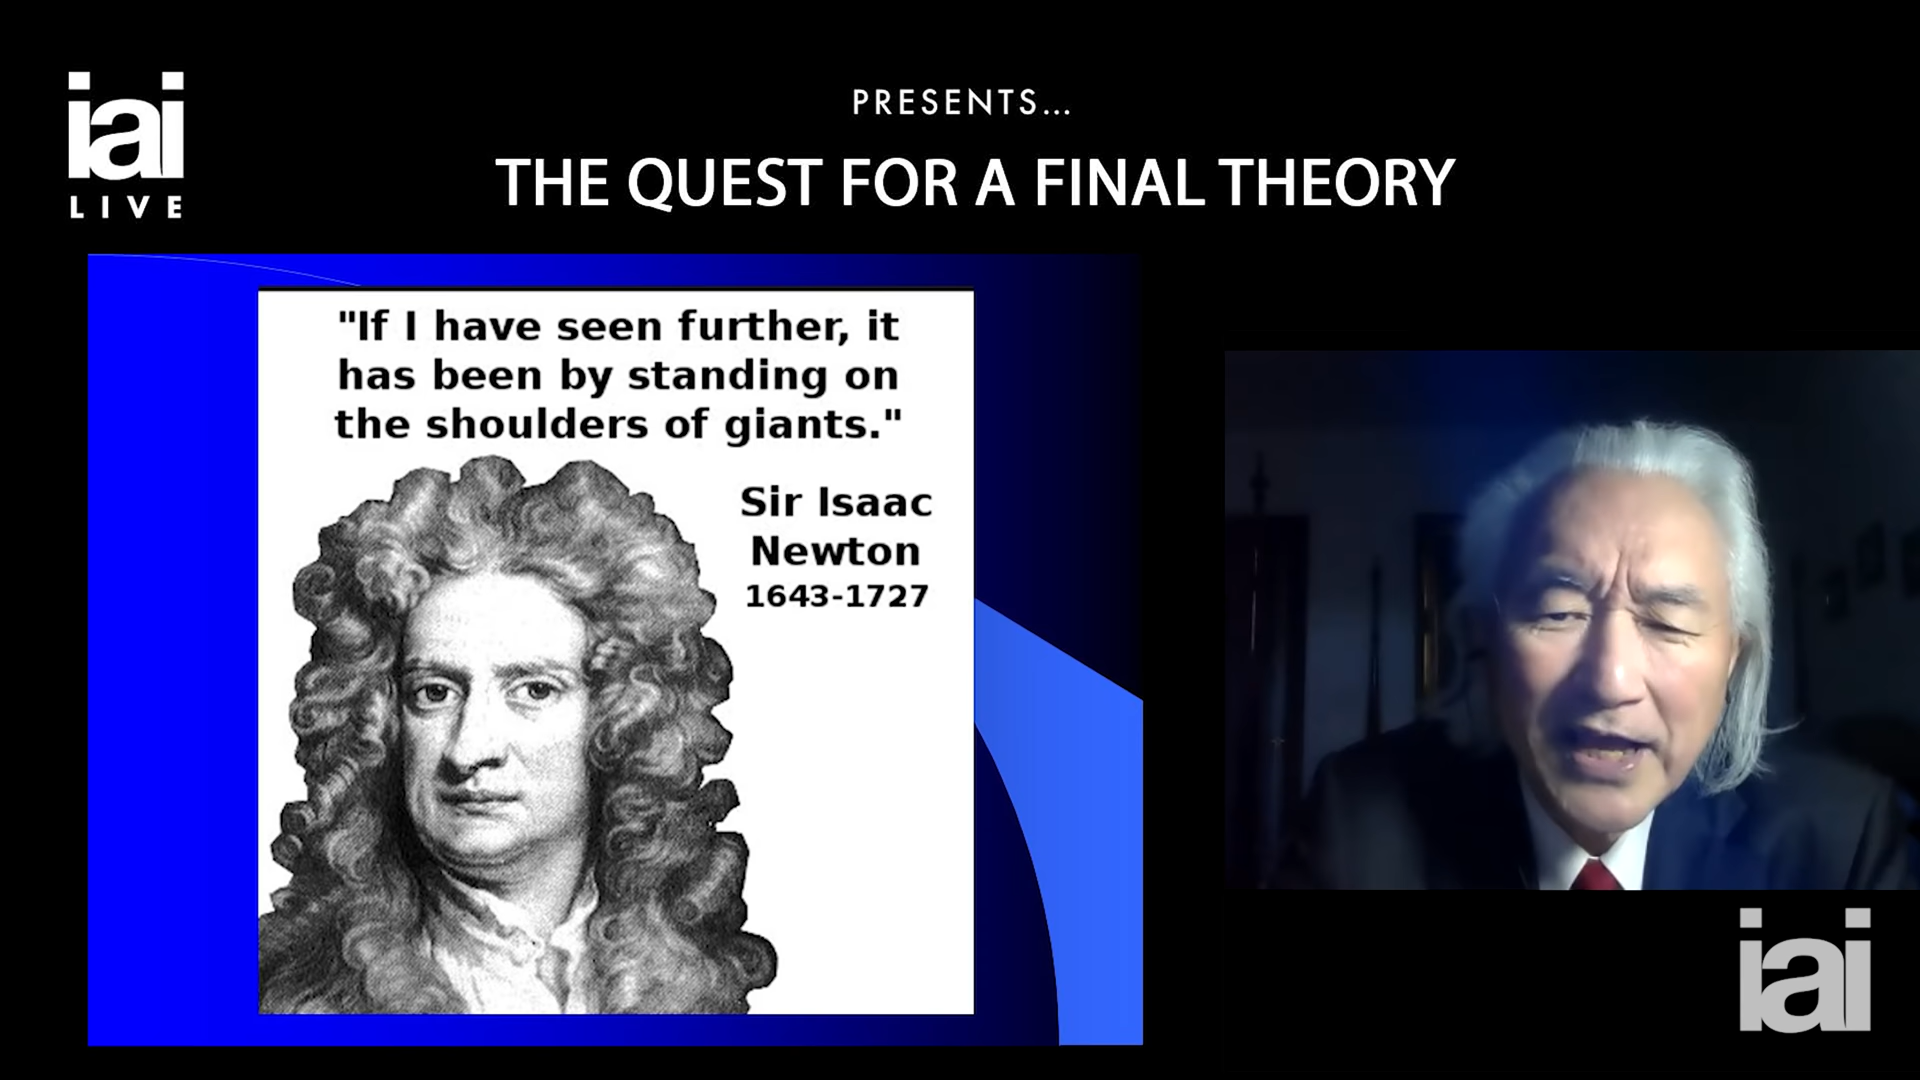 iai
LIVE
PRESENTS...
THE QUEST FOR A FINAL THEORY
"If I have seen further, it
has been by standing on
the shoulders of giants."
Sir Isaac
Newton
1643-1727
iai